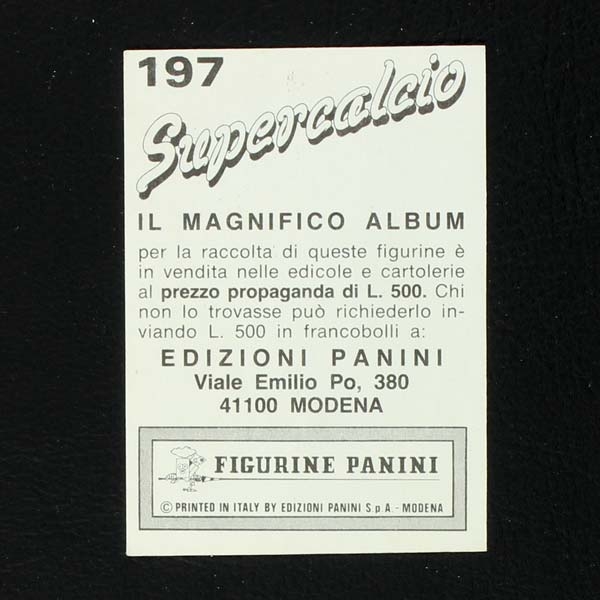 197
Supercalcio
IL MAGNIFICO ALBUM
per la raccolta di queste figurine è
in vendita nelle edicole e cartolerie
al prezzo propaganda di L. 500. Chi
non lo trovasse può richiederlo in-
viando L. 500 in francobolli a:
EDIZIONI PANINI
Viale Emilio Po, 380
41100 MODENA
FIGURINE PANINI
© PRINTED IN ITALY BY EDIZIONI PANINI S.p.A. - MODENA